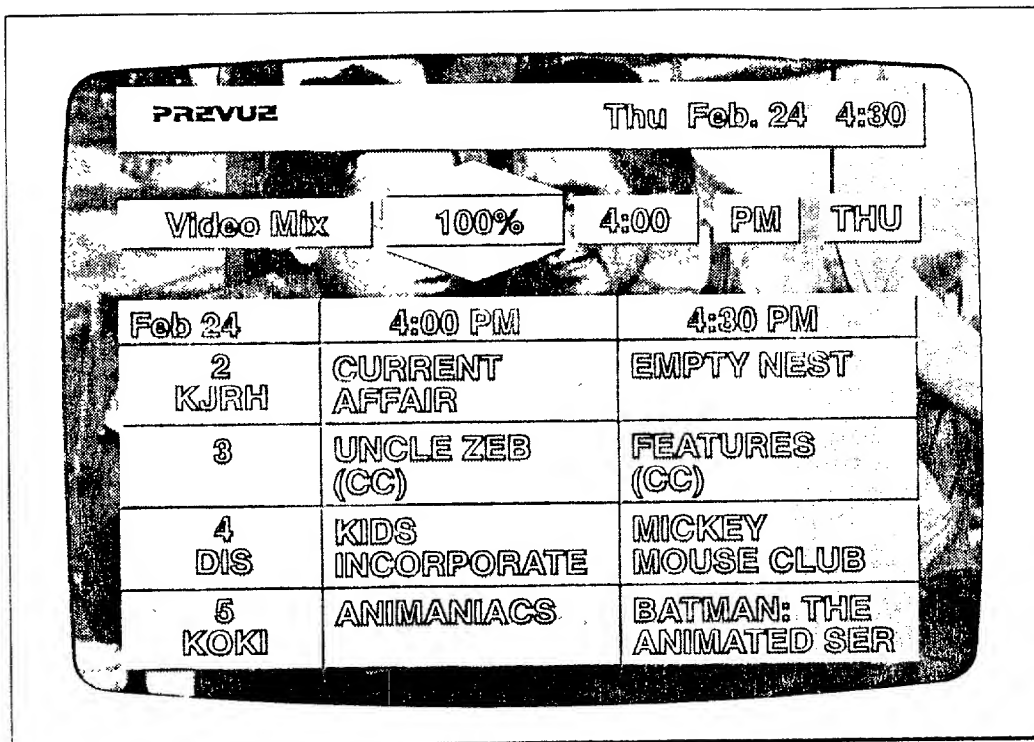 PREVUE Thu Feb. 24 4:30
Video Mix 100% 4:00 PM THU
Feb 24 4:00 PM 4:30 PM
2 KJRH CURRENT AFFAIR EMPTY NEST
3 UNCLE ZEB (CC) FEATURES (CC)
4 DIS KIDS INCORPORATE MICKEY MOUSE CLUB
5 KOKI ANIMANIACS BATMAN: THE ANIMATED SER